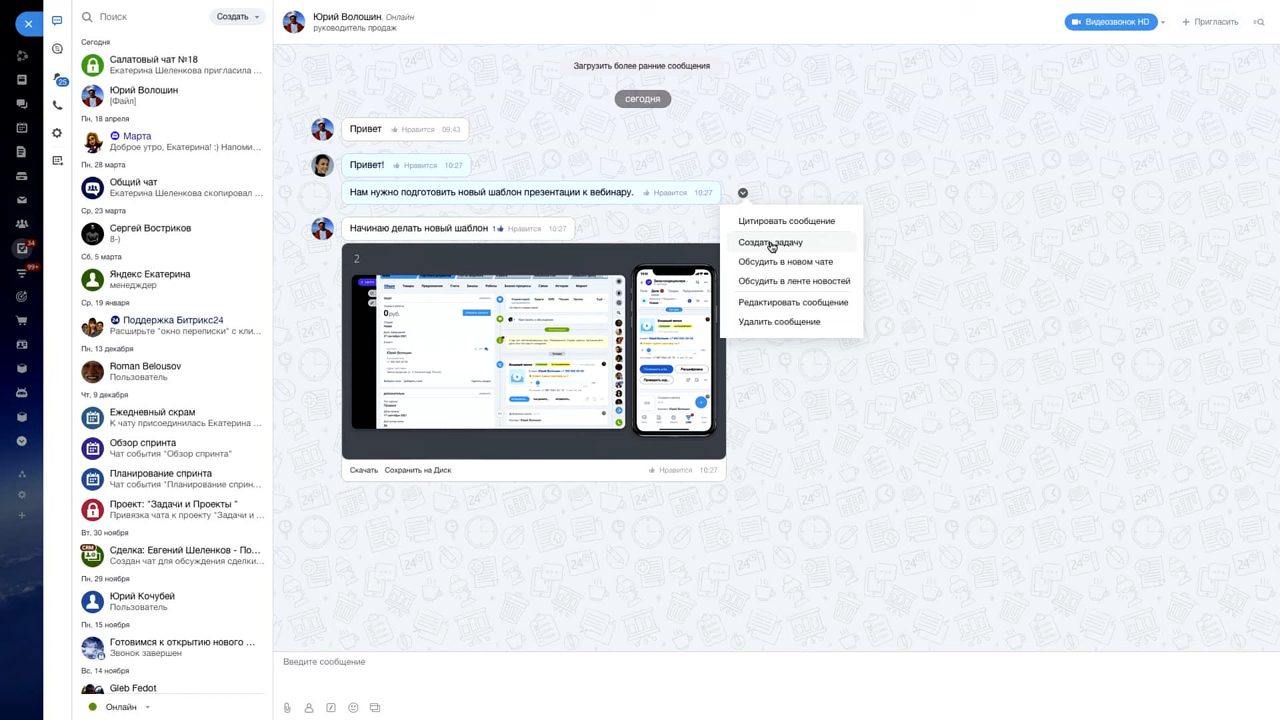 Поиск
Создать
Сегодня
Салатовый чат №18
Екатерина Шеленкова пригласила ...
Юрий Волошин
[Файл]
Пн, 18 апреля
Марта
Доброе утро, Екатерина! :) Напоми...
Пн, 28 марта
Общий чат
Екатерина Шеленкова скопировал ...
Ср, 23 марта
Сергей Востриков
8-)
Сб, 5 марта
Яндекс Екатерина
менеджер
Ср, 19 января
Поддержка Битрикс24
Расширьте "окно переписки" с кли...
Пн, 13 декабря
Roman Belousov
Пользователь
Чт, 9 декабря
Ежедневный скрам
К чату присоединилась Екатерина ...
Обзор спринта
Чат события "Обзор спринта"
Планирование спринта
Чат события "Планирование сприн...
Проект: "Задачи и Проекты "
Привязка чата к проекту "Задачи и ...
Вт, 30 ноября
CRM
Сделка: Евгений Шеленков - По...
Создан чат для обсуждения сделки...
Пн, 29 ноября
Юрий Кочубей
Пользователь
Пн, 15 ноября
Готовимся к открытию нового ...
Звонок завершен
Вс, 14 ноября
Gleb Fedot
Онлайн
25
34
99+
Юрий Волошин. Онлайн
руководитель продаж
Видеозвонок HD
Пригласить
Загрузить более ранние сообщения
сегодня
Привет Нравится 09:43
Привет! Нравится 10:27
Нам нужно подготовить новый шаблон презентации к вебинару. Нравится 10:27
Начинаю делать новый шаблон 1 Нравится 10:27
2
0 руб.
Скачать Сохранить на Диск Нравится 10:27
Цитировать сообщение
Создать задачу
Обсудить в новом чате
Обсудить в ленте новостей
Редактировать сообщение
Удалить сообщение
Введите сообщение